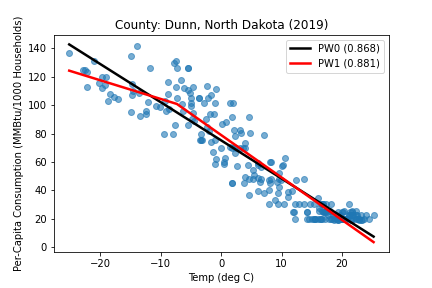 County: Dunn, North Dakota (2019)
PW0 (0.868)
PW1 (0.881)
Per-Capita Consumption (MMBtu/1000 Households)
140
120
100
80
60
40
20
0
−20 −10 0 10 20
Temp (deg C)